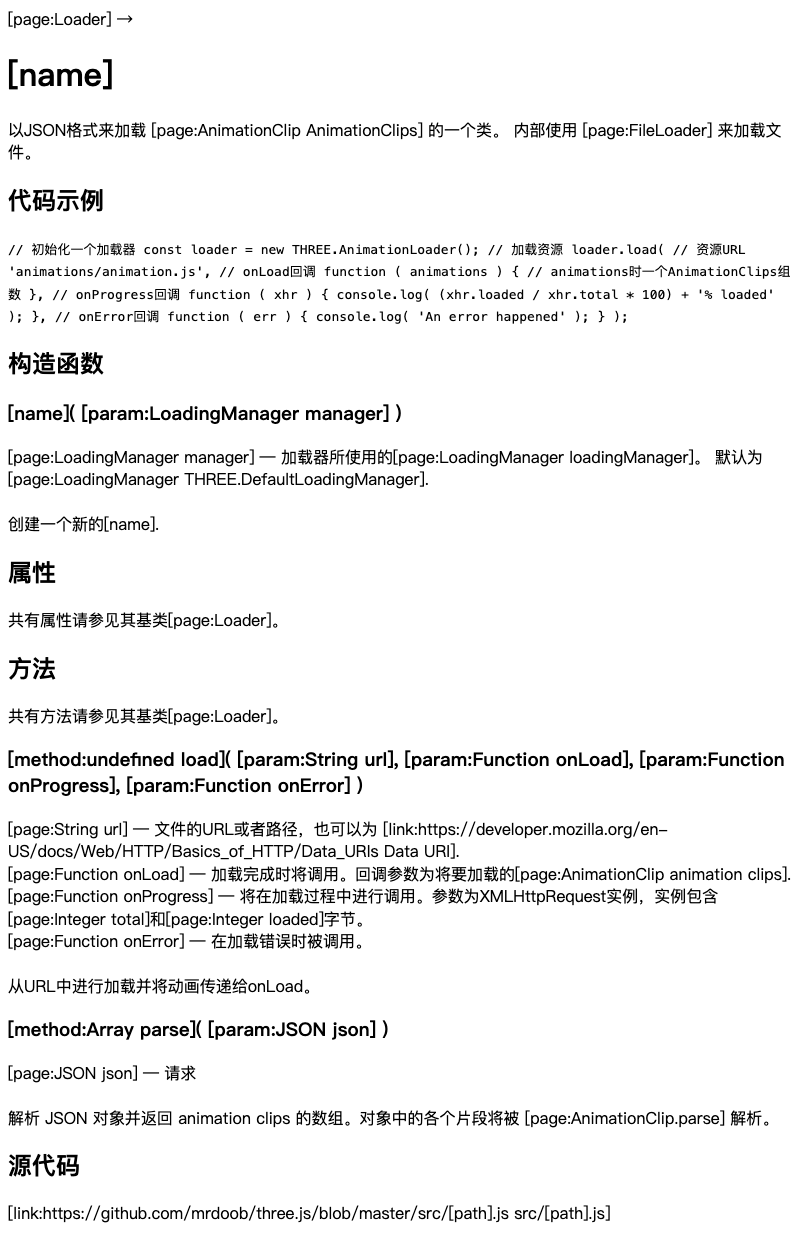 [page:Loader] →
[name]
以JSON格式来加载 [page:AnimationClip AnimationClips] 的一个类。 内部使用 [page:FileLoader] 来加载文
件。
代码示例
// 初始化一个加载器 const loader = new THREE.AnimationLoader(); // 加载资源 loader.load( // 资源URL
'animations/animation.js', // onLoad回调 function ( animations ) { // animations时一个AnimationClips组
数 }, // onProgress回调 function ( xhr ) { console.log( (xhr.loaded / xhr.total * 100) + '% loaded'
); }, // onError回调 function ( err ) { console.log( 'An error happened' ); } );
构造函数
[name]( [param:LoadingManager manager] )
[page:LoadingManager manager] — 加载器所使用的[page:LoadingManager loadingManager]。 默认为
[page:LoadingManager THREE.DefaultLoadingManager].
创建一个新的[name].
属性
共有属性请参见其基类[page:Loader]。
方法
共有方法请参见其基类[page:Loader]。
[method:undefined load]( [param:String url], [param:Function onLoad], [param:Function
onProgress], [param:Function onError] )
[page:String url] — 文件的URL或者路径，也可以为 [link:https://developer.mozilla.org/en-
US/docs/Web/HTTP/Basics_of_HTTP/Data_URIs Data URI].
[page:Function onLoad] — 加载完成时将调用。回调参数为将要加载的[page:AnimationClip animation clips].
[page:Function onProgress] — 将在加载过程中进行调用。参数为XMLHttpRequest实例，实例包含
[page:Integer total]和[page:Integer loaded]字节。
[page:Function onError] — 在加载错误时被调用。
从URL中进行加载并将动画传递给onLoad。
[method:Array parse]( [param:JSON json] )
[page:JSON json] — 请求
解析 JSON 对象并返回 animation clips 的数组。对象中的各个片段将被 [page:AnimationClip.parse] 解析。
源代码
[link:https://github.com/mrdoob/three.js/blob/master/src/[path].js src/[path].js]